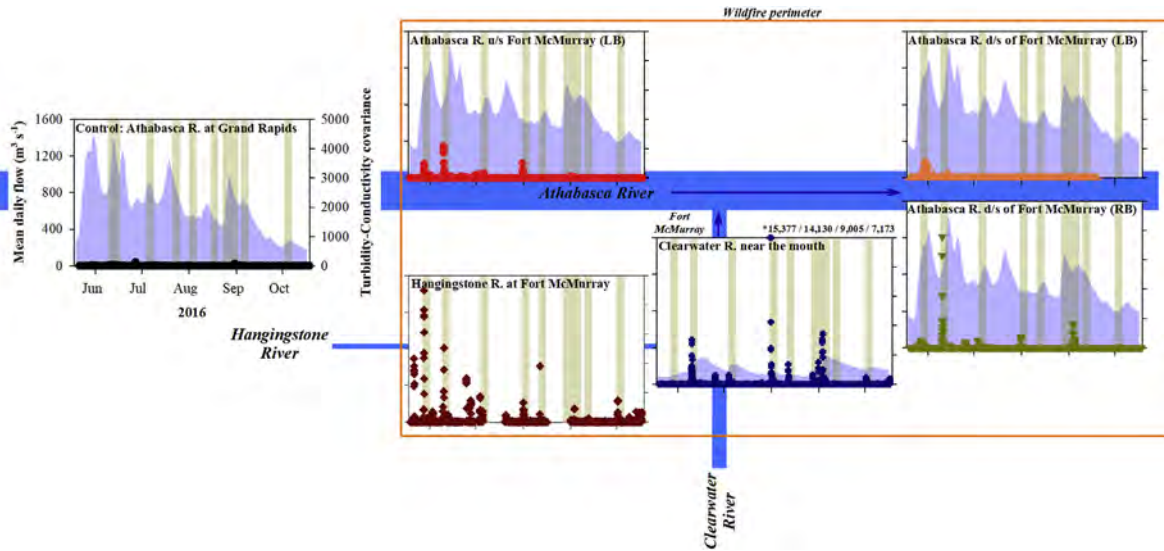 Wildfire perimeter
Athabasca R. u/s Fort McMurray (LB)
Athabasca R. d/s of Fort McMurray (LB)
Mean daily flow (m³ s⁻¹)
1600
1200
800
400
0
Control: Athabasca R. at Grand Rapids
5000
4000
3000
2000
1000
0
Turbidity-Conductivity covariance
Jun Jul Aug Sep Oct
2016
Athabasca River
Fort
McMurray
*15,377 / 14,130 / 9,005 / 7,173
Athabasca R. d/s of Fort McMurray (RB)
Clearwater R. near the mouth
Hangingstone R. at Fort McMurray
Hangingstone
River
Clearwater
River